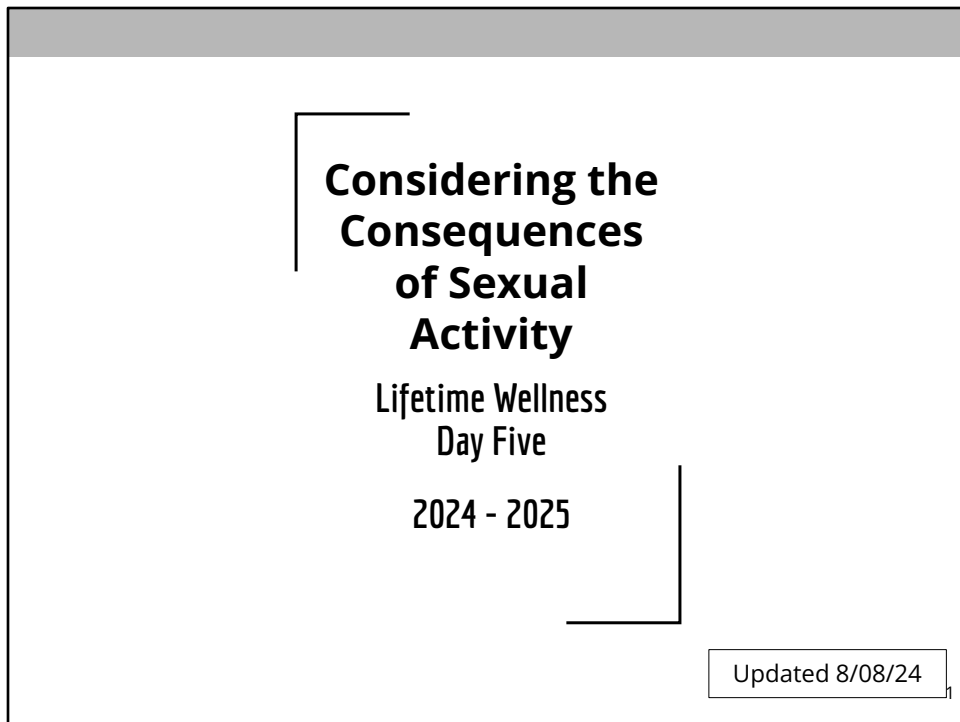 Considering the
Consequences
of Sexual
Activity
Lifetime Wellness
Day Five
2024 - 2025
Updated 8/08/24
1